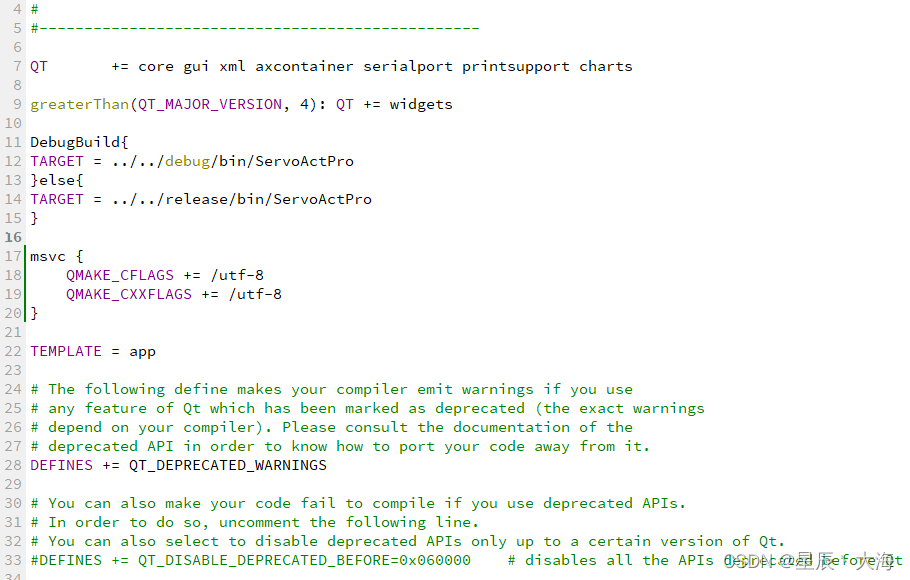 4 #
5 #-------------------------------------------------
6
7 QT       += core gui xml axcontainer serialport printsupport charts
8
9 greaterThan(QT_MAJOR_VERSION, 4): QT += widgets
10
11 DebugBuild{
12 TARGET = ../../debug/bin/ServoActPro
13 }else{
14 TARGET = ../../release/bin/ServoActPro
15 }
16
17 msvc {
18     QMAKE_CFLAGS += /utf-8
19     QMAKE_CXXFLAGS += /utf-8
20 }
21
22 TEMPLATE = app
23
24 # The following define makes your compiler emit warnings if you use
25 # any feature of Qt which has been marked as deprecated (the exact warnings
26 # depend on your compiler). Please consult the documentation of the
27 # deprecated API in order to know how to port your code away from it.
28 DEFINES += QT_DEPRECATED_WARNINGS
29
30 # You can also make your code fail to compile if you use deprecated APIs.
31 # In order to do so, uncomment the following line.
32 # You can also select to disable deprecated APIs only up to a certain version of Qt.
33 #DEFINES += QT_DISABLE_DEPRECATED_BEFORE=0x060000    # disables all the APIs deprecated before Qt
34
CSDN @星辰*大海